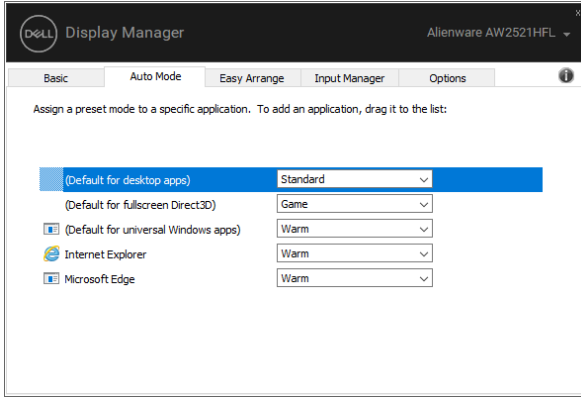 DELL Display Manager Alienware AW2521HFL
x
Basic Auto Mode Easy Arrange Input Manager Options i
Assign a preset mode to a specific application. To add an application, drag it to the list:
(Default for desktop apps) Standard
(Default for fullscreen Direct3D) Game
(Default for universal Windows apps) Warm
Internet Explorer Warm
Microsoft Edge Warm